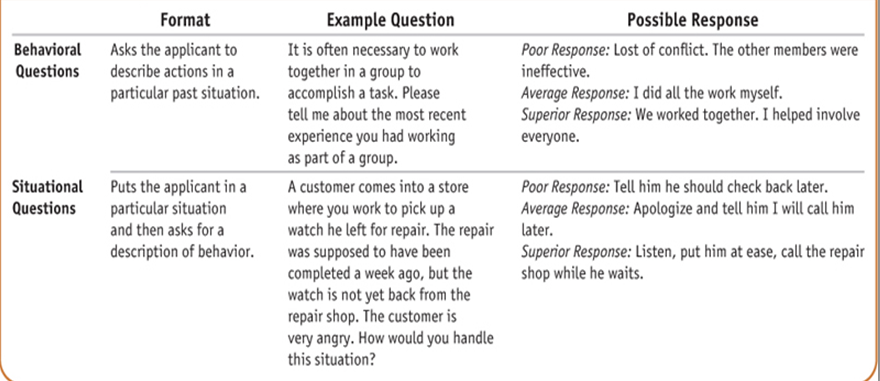 Format Example Question Possible Response
Behavioral
Questions
Asks the applicant to
describe actions in a
particular past situation.
It is often necessary to work
together in a group to
accomplish a task. Please
tell me about the most recent
experience you had working
as part of a group.
Poor Response: Lost of conflict. The other members were
ineffective.
Average Response: I did all the work myself.
Superior Response: We worked together. I helped involve
everyone.
Situational
Questions
Puts the applicant in a
particular situation
and then asks for a
description of behavior.
A customer comes into a store
where you work to pick up a
watch he left for repair. The repair
was supposed to have been
completed a week ago, but the
watch is not yet back from the
repair shop. The customer is
very angry. How would you handle
this situation?
Poor Response: Tell him he should check back later.
Average Response: Apologize and tell him I will call him
later.
Superior Response: Listen, put him at ease, call the repair
shop while he waits.